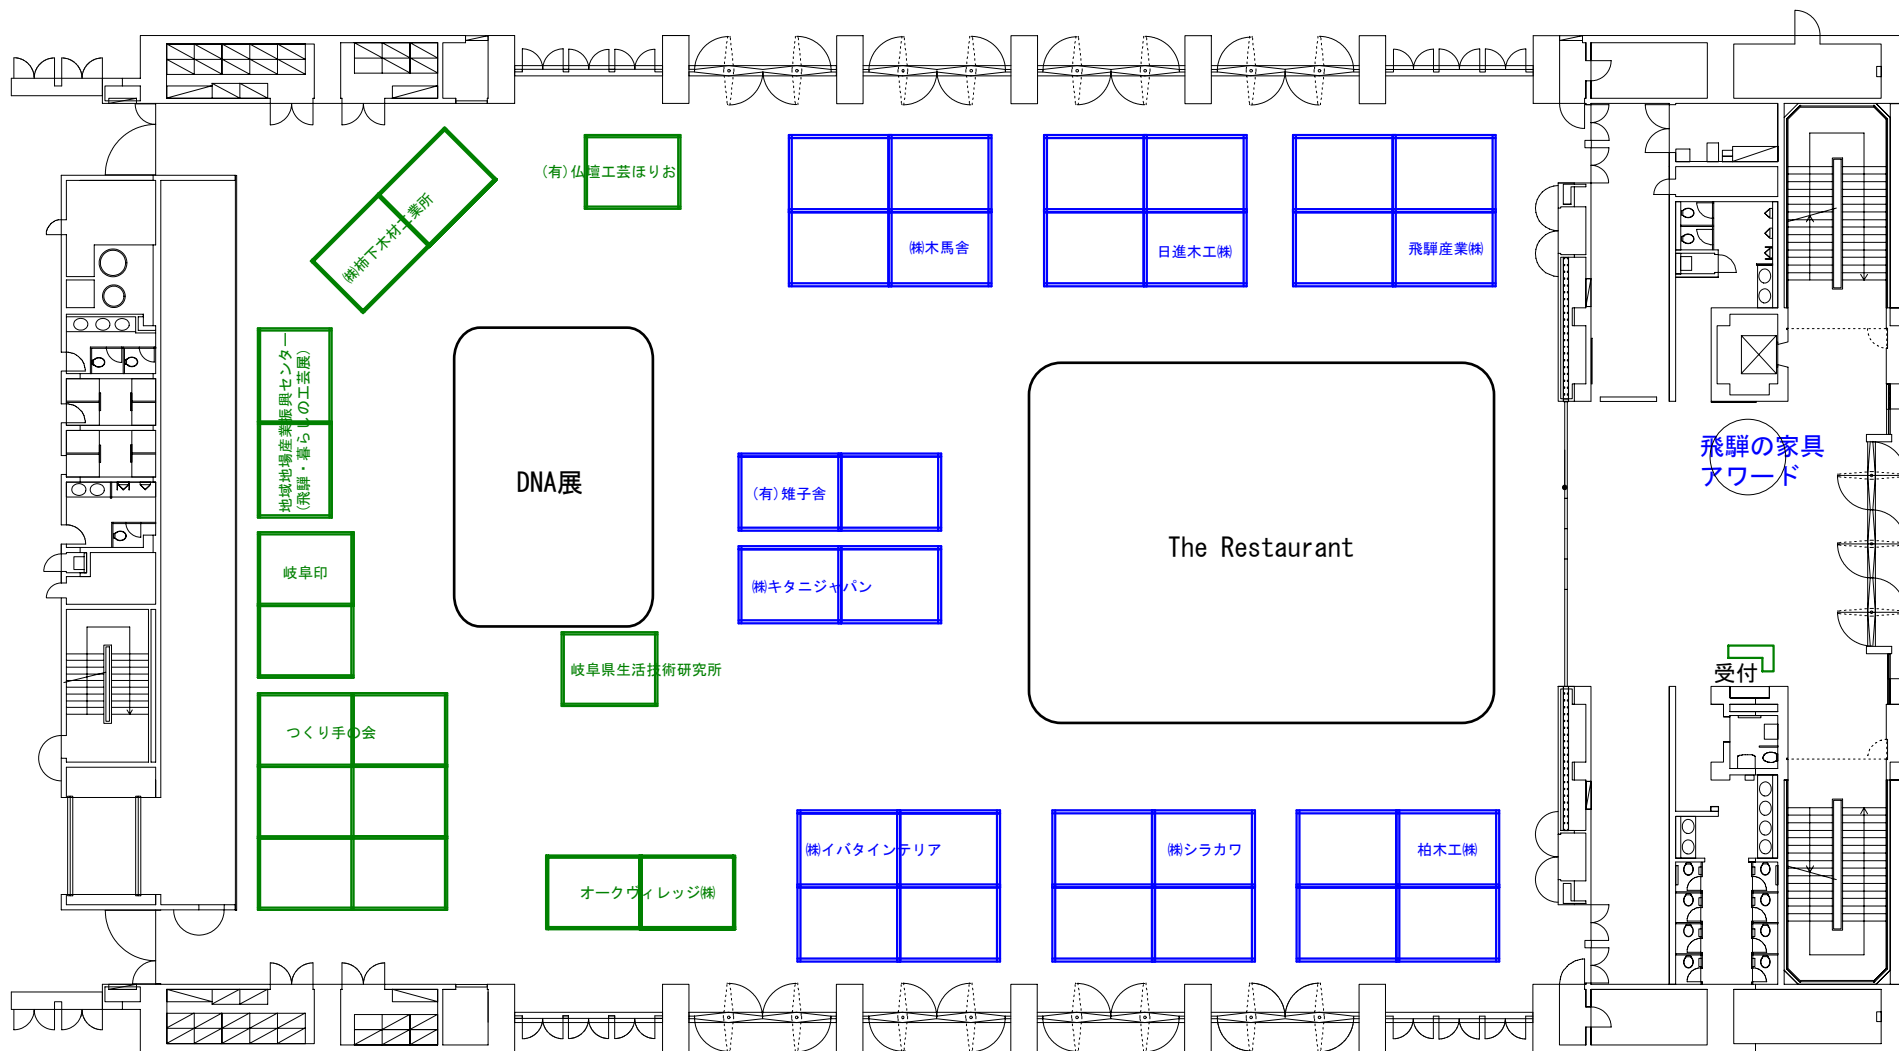 (有)仏壇工芸ほりお
㈱柿下木材工業所
㈱木馬舎
日進木工㈱
飛騨産業㈱
地域地場産業振興センター
(飛騨・暮らしの工芸展)
DNA展
飛騨の家具
アワード
(有)雉子舎
The Restaurant
岐阜印
㈱キタニジャパン
岐阜県生活技術研究所
受付
つくり手の会
㈱イバタインテリア
㈱シラカワ
柏木工㈱
オークヴィレッジ㈱